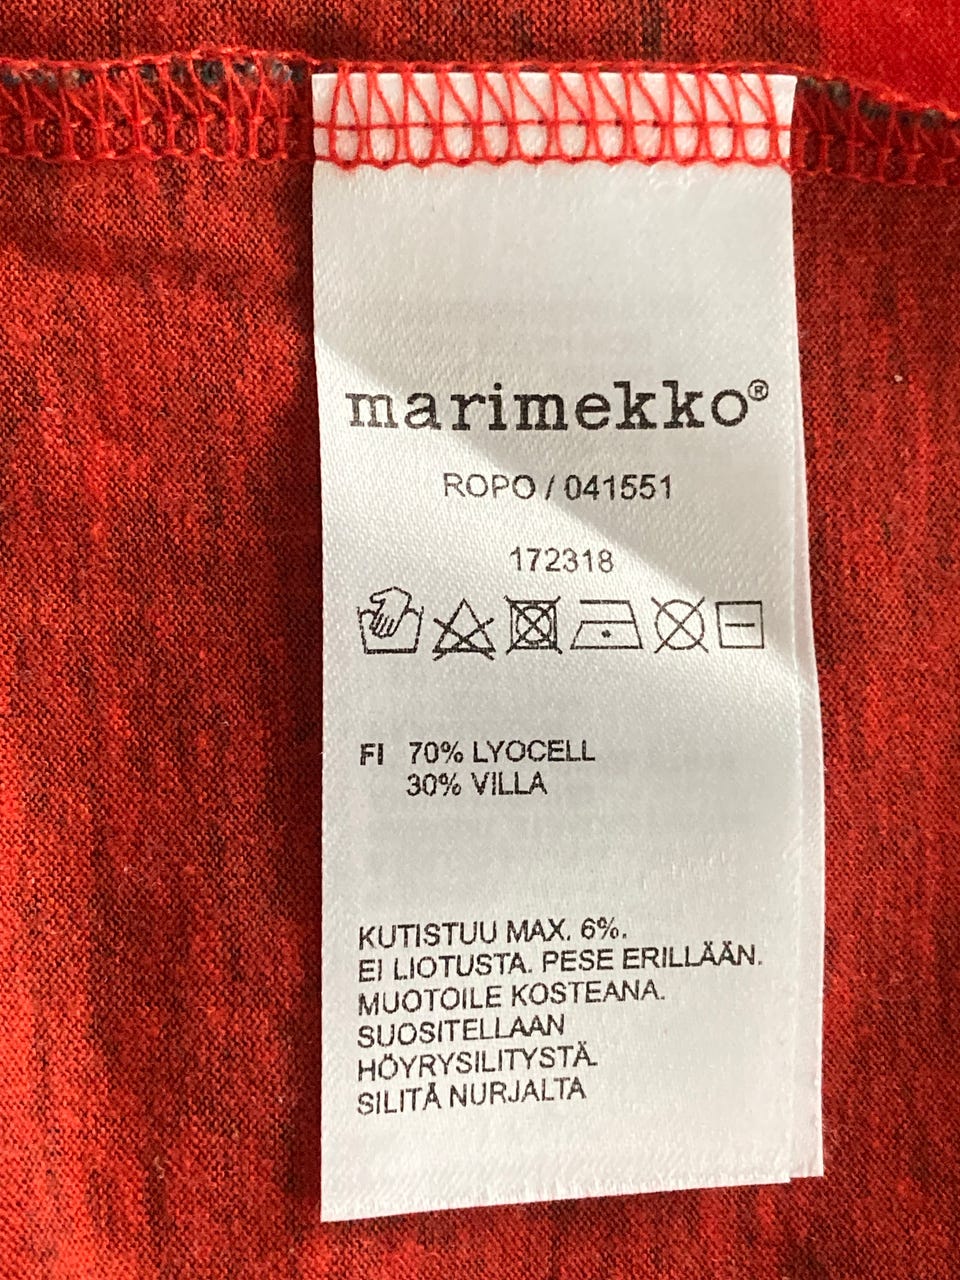 marimekko®
ROPO / 041551
172318
FI 70% LYOCELL
30% VILLA
KUTISTUU MAX. 6%.
EI LIOTUSTA. PESE ERILLÄÄN.
MUOTOILE KOSTEANA.
SUOSITELLAAN
HÖYRYSILITYSTÄ.
SILITÄ NURJALTA